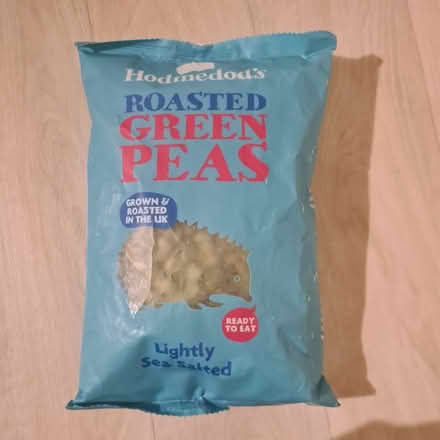 Hodmedod's
ROASTED
GREEN
PEAS
GROWN &
ROASTED
IN THE UK
READY
TO EAT
Lightly
Sea Salted